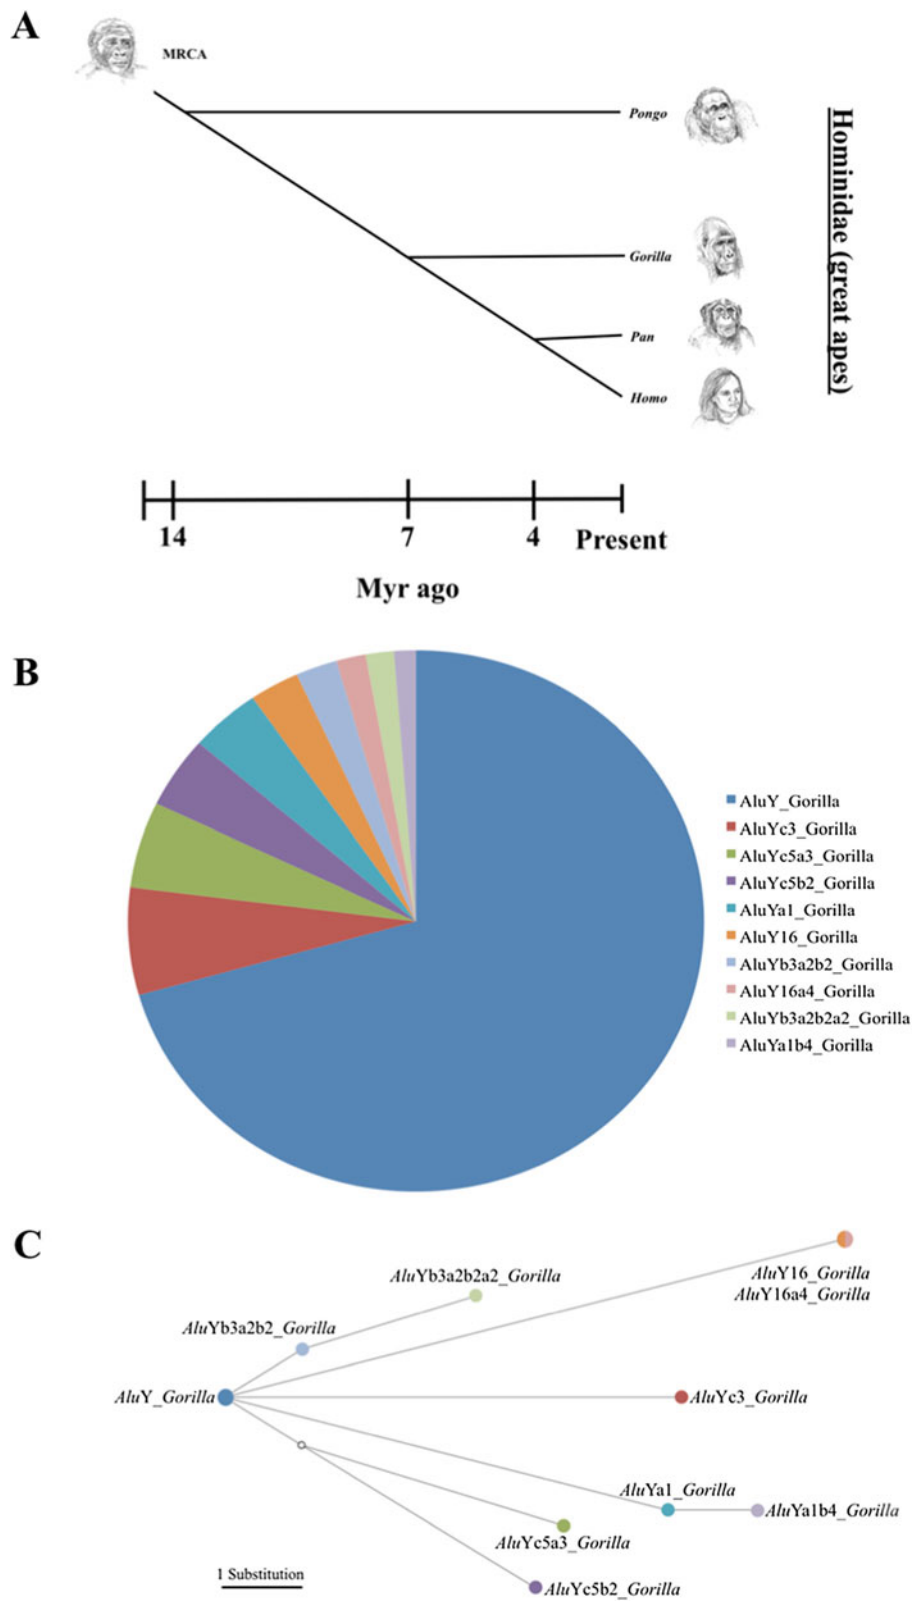 A
MRCA
Pongo
Gorilla
Pan
Homo
Hominidae (great apes)
14
7
4
Present
Myr ago
B
AluY_Gorilla
AluYc3_Gorilla
AluYc5a3_Gorilla
AluYc5b2_Gorilla
AluYa1_Gorilla
AluY16_Gorilla
AluYb3a2b2_Gorilla
AluY16a4_Gorilla
AluYb3a2b2a2_Gorilla
AluYa1b4_Gorilla
C
AluYb3a2b2a2_Gorilla
AluY16_Gorilla
AluY16a4_Gorilla
AluYb3a2b2_Gorilla
AluY_Gorilla
AluYc3_Gorilla
AluYa1_Gorilla
AluYa1b4_Gorilla
AluYc5a3_Gorilla
1 Substitution
AluYc5b2_Gorilla